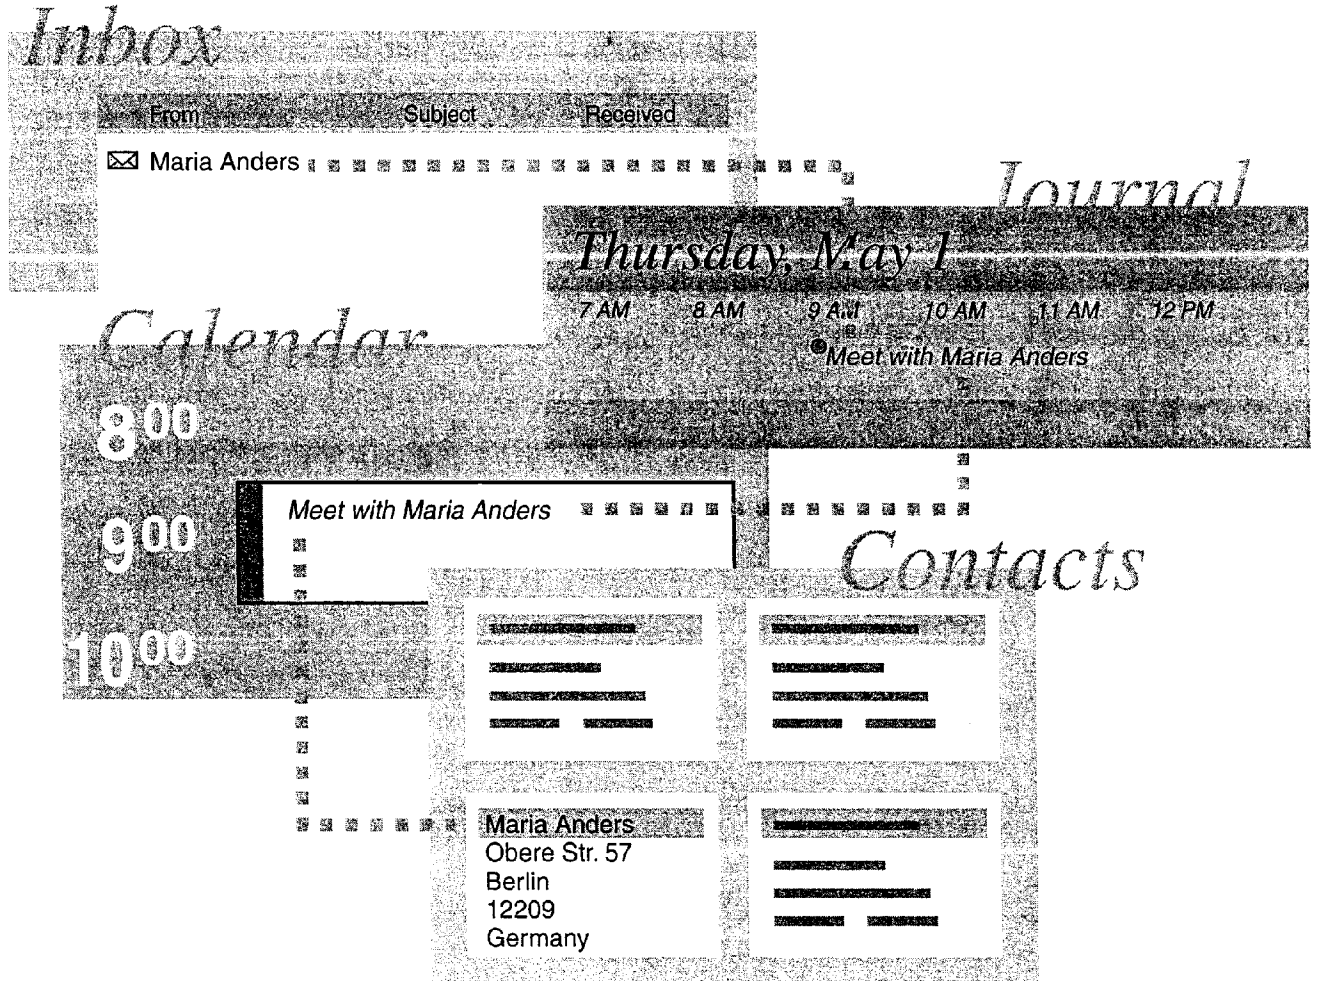 Inbox
From Subject Received
Maria Anders
Journal
Thursday, May 1
7 AM 8 AM 9 AM 10 AM 11 AM 12 PM
Meet with Maria Anders
Calendar
8 00
9 00
10 00
Meet with Maria Anders
Contacts
Maria Anders
Obere Str. 57
Berlin
12209
Germany